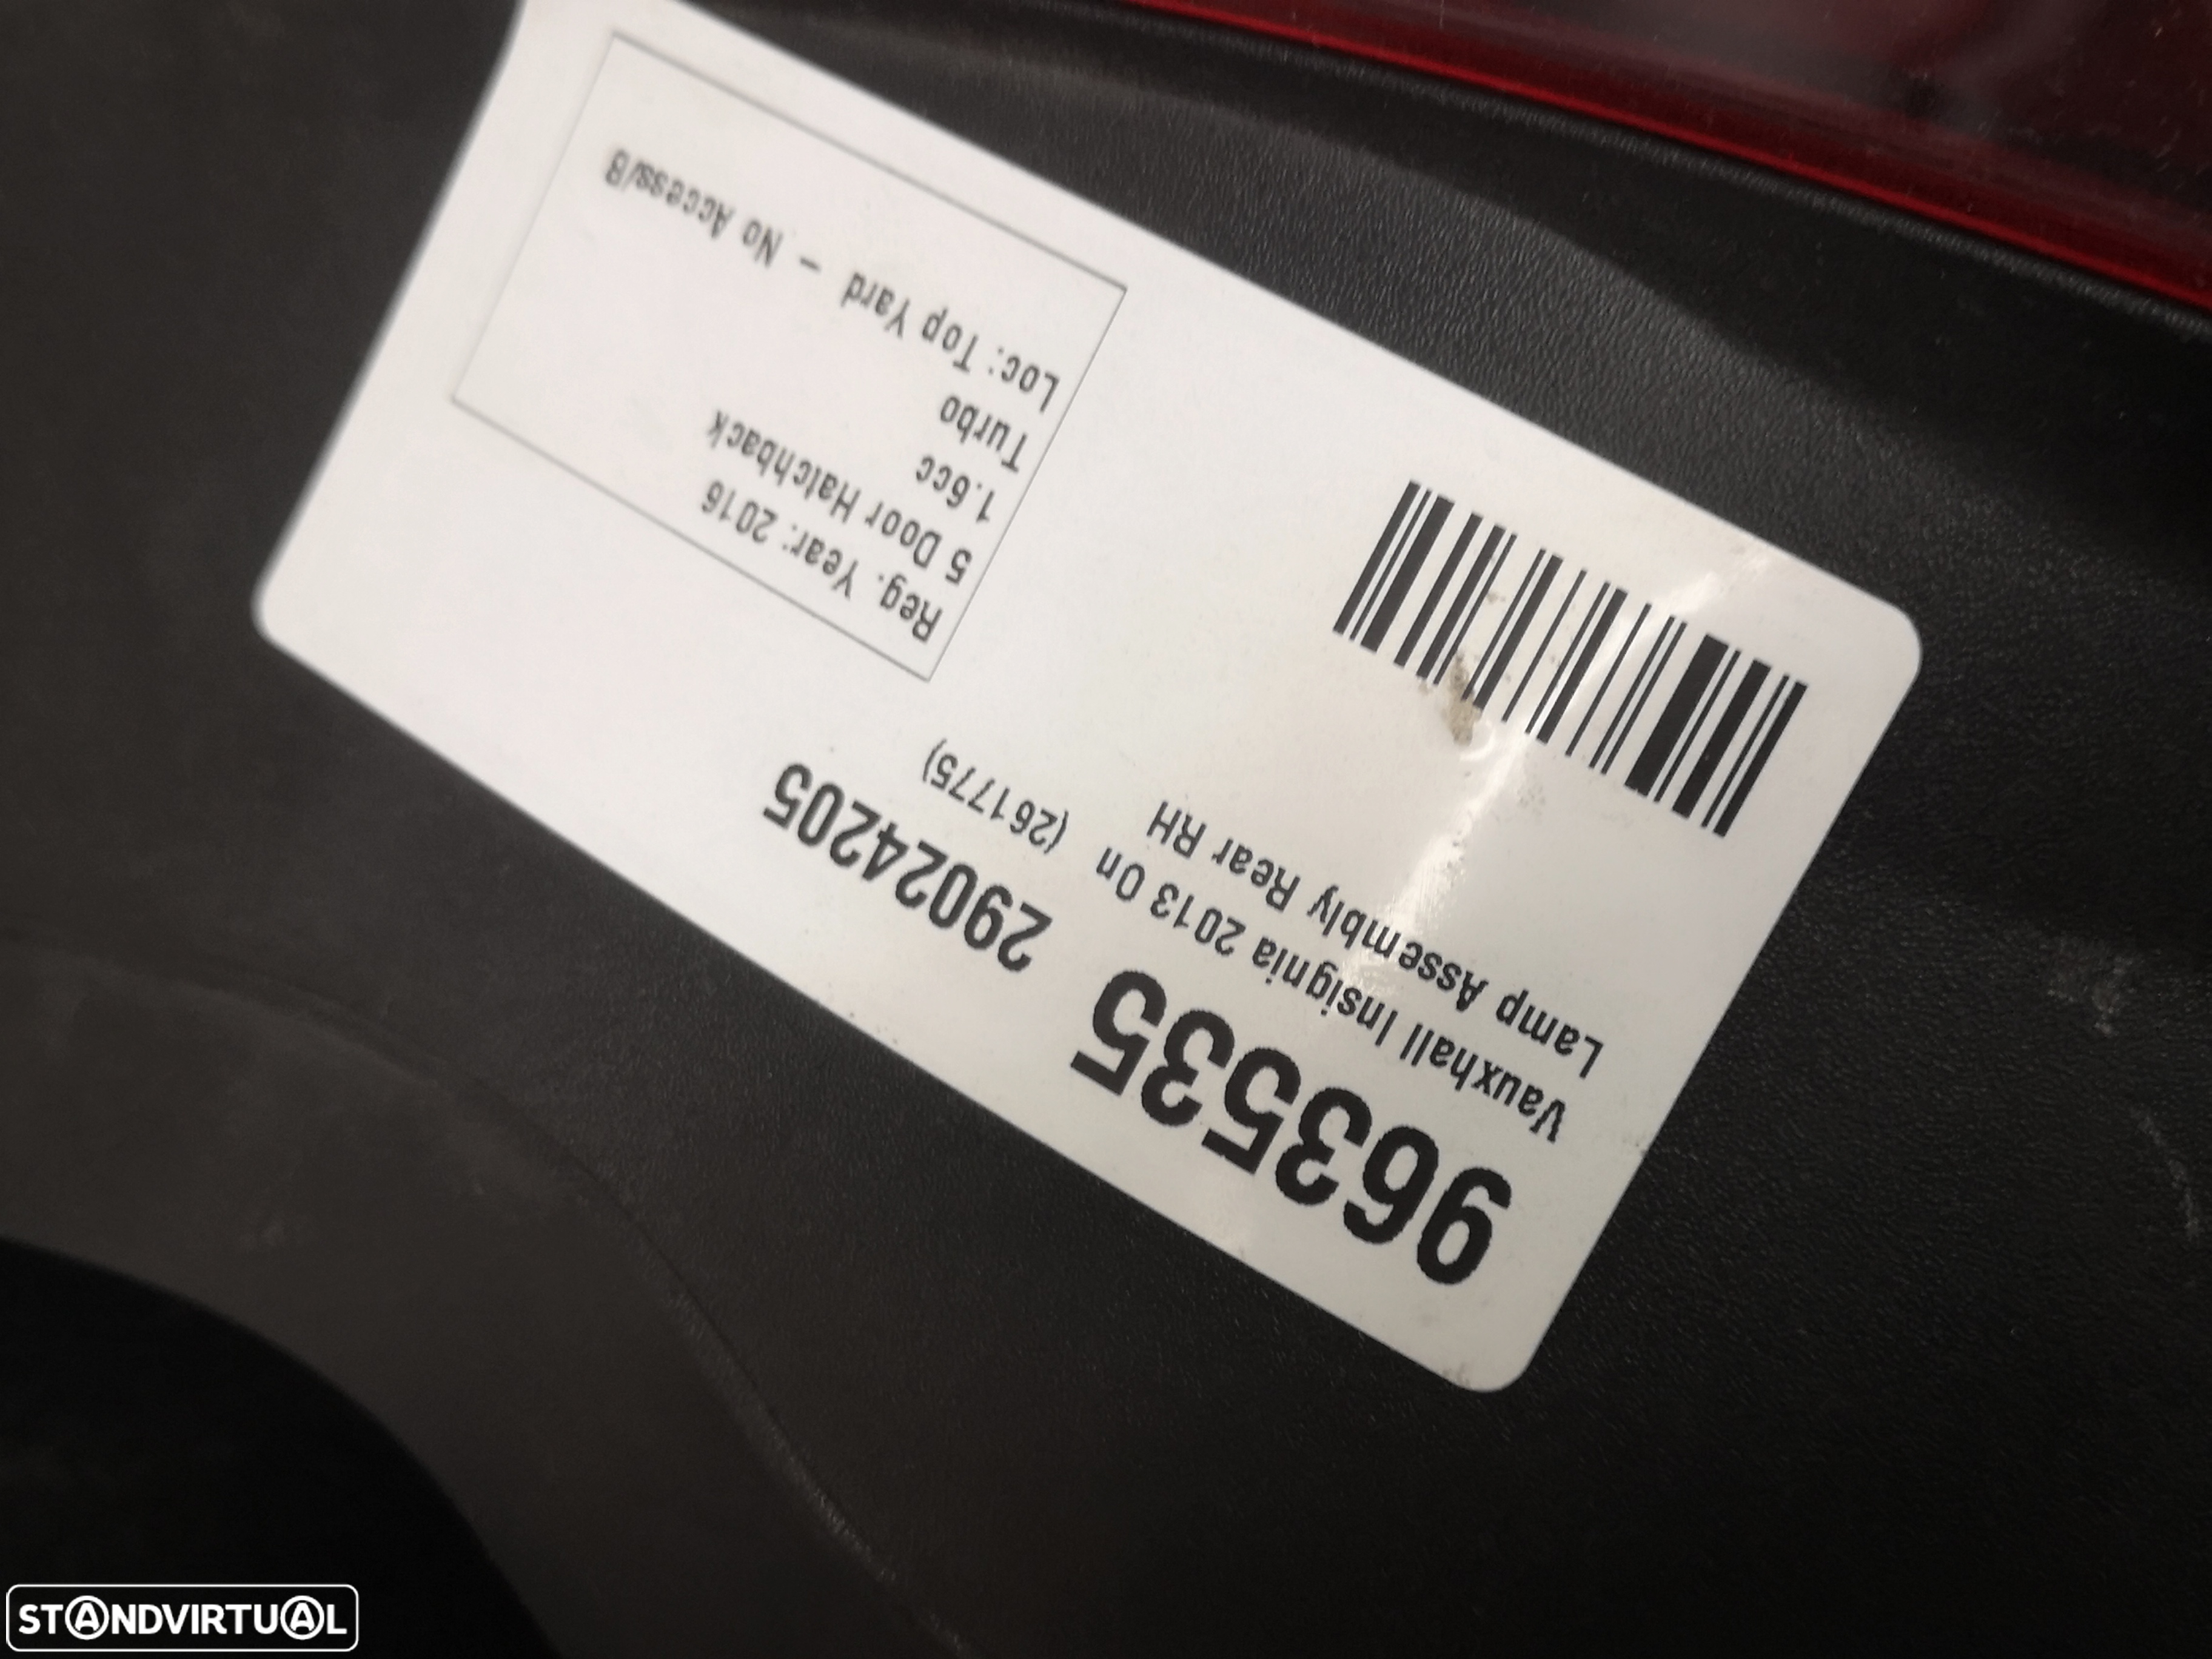 963535
29024205
Vauxhall Insignia 2013 On (261775)
Lamp Assembly Rear RH
Reg. Year: 2016
5 Door Hatchback
1.6cc
Turbo
Loc: Top Yard - No Access/B
STANDVIRTUAL